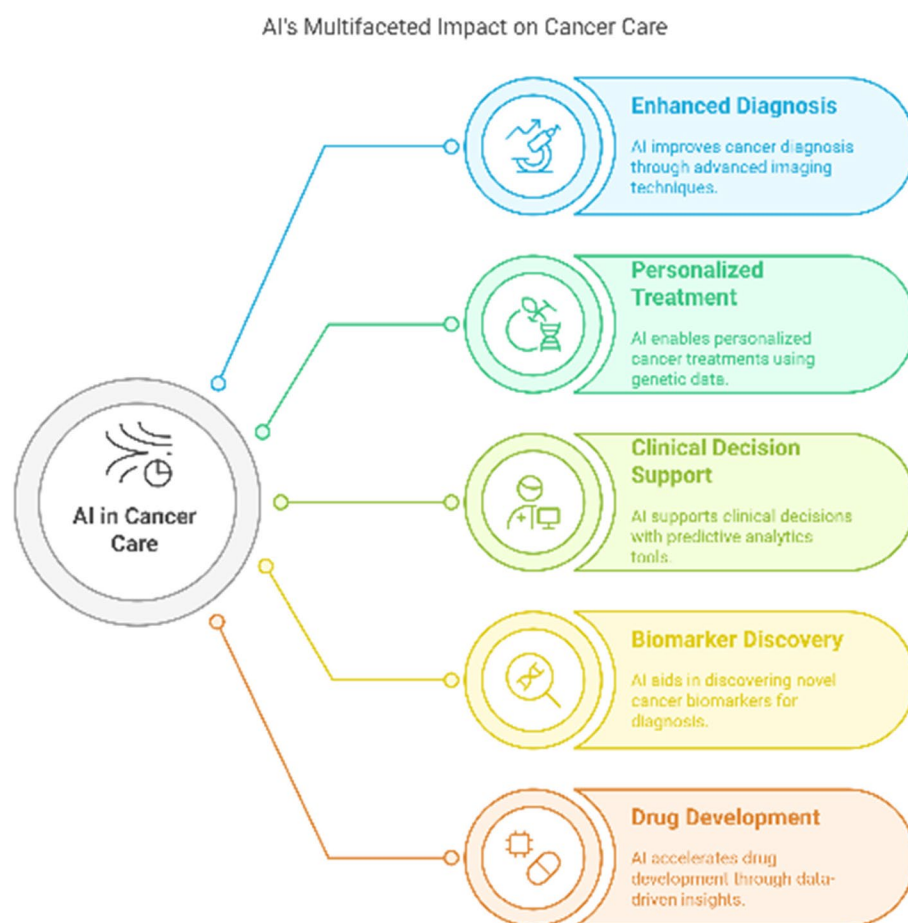 AI's Multifaceted Impact on Cancer Care
Enhanced Diagnosis
AI improves cancer diagnosis
through advanced imaging
techniques.
Personalized
Treatment
AI enables personalized
cancer treatments using
genetic data.
AI in Cancer
Care
Clinical Decision
Support
AI supports clinical decisions
with predictive analytics
tools.
Biomarker Discovery
AI aids in discovering novel
cancer biomarkers for
diagnosis.
Drug Development
AI accelerates drug
development through data-
driven insights.